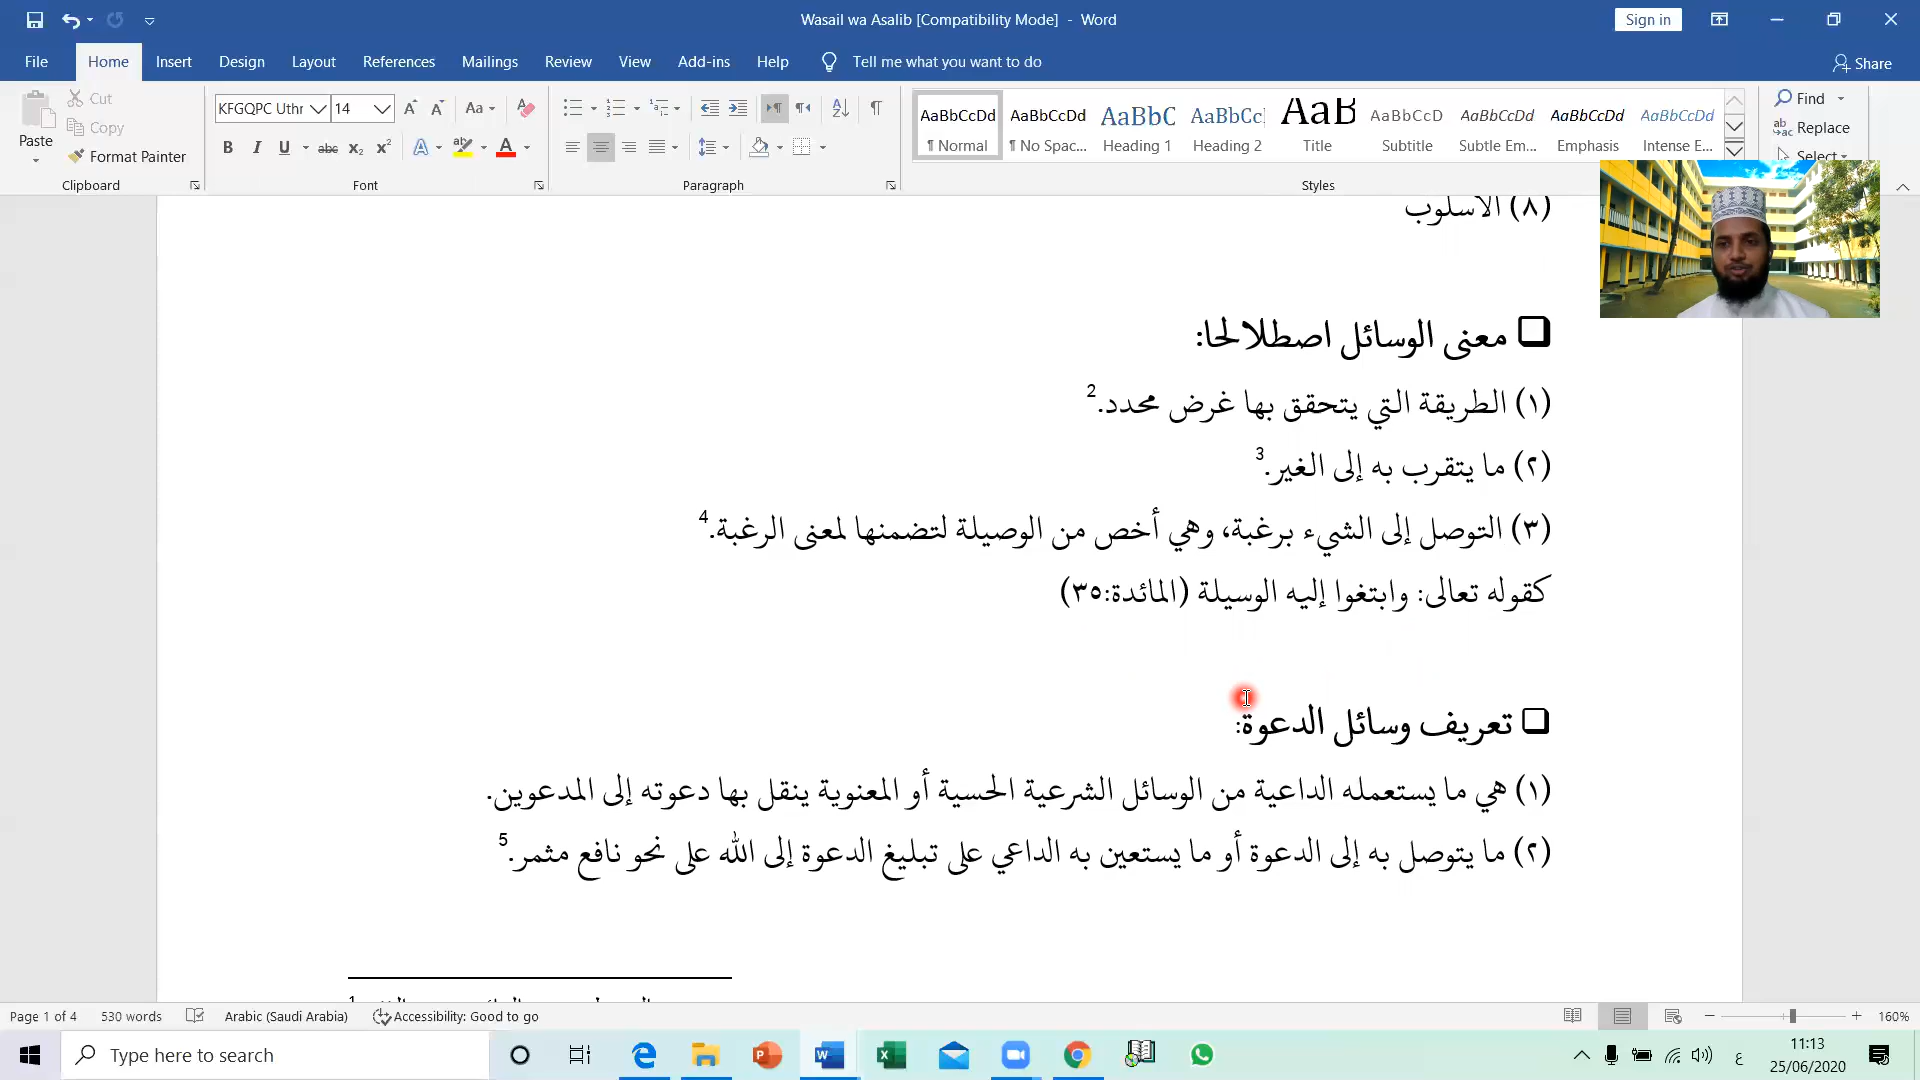 Wasail wa Asalib [Compatibility Mode] - Word
Sign in
File Home Insert Design Layout References Mailings Review View Add-ins Help Tell me what you want to do Share
Paste
Cut
Copy
Format Painter
Clipboard
KFGQPC Uthr 14
Font
Paragraph
AaBbCcDd ¶ Normal
AaBbCcDd ¶ No Spac...
AaBbC Heading 1
AaBbCc Heading 2
AaB Title
AaBbCcD Subtitle
AaBbCcDd Subtle Em...
AaBbCcDd Emphasis
AaBbCcDd Intense E...
Styles
Find
Replace
Select
(٨) الأسلوب
معنى الوسائل اصطلالحا:
(١) الطريقة التي يتحقق بها غرض محدد.2
(٢) ما يتقرب به إلى الغير.3
(٣) التوصل إلى الشيء برغبة، وهي أخص من الوصيلة لتضمنها لمعنى الرغبة.4
كقوله تعالى: وابتغوا إليه الوسيلة (المائدة:٣٥)
تعريف وسائل الدعوة:
(١) هي ما يستعمله الداعية من الوسائل الشرعية الحسية أو المعنوية ينقل بها دعوته إلى المدعوين.
(٢) ما يتوصل به إلى الدعوة أو ما يستعين به الداعي على تبليغ الدعوة إلى الله على نحو نافع مثمر.5
1
Page 1 of 4 530 words Arabic (Saudi Arabia) Accessibility: Good to go 160%
Type here to search
ع
11:13
25/06/2020